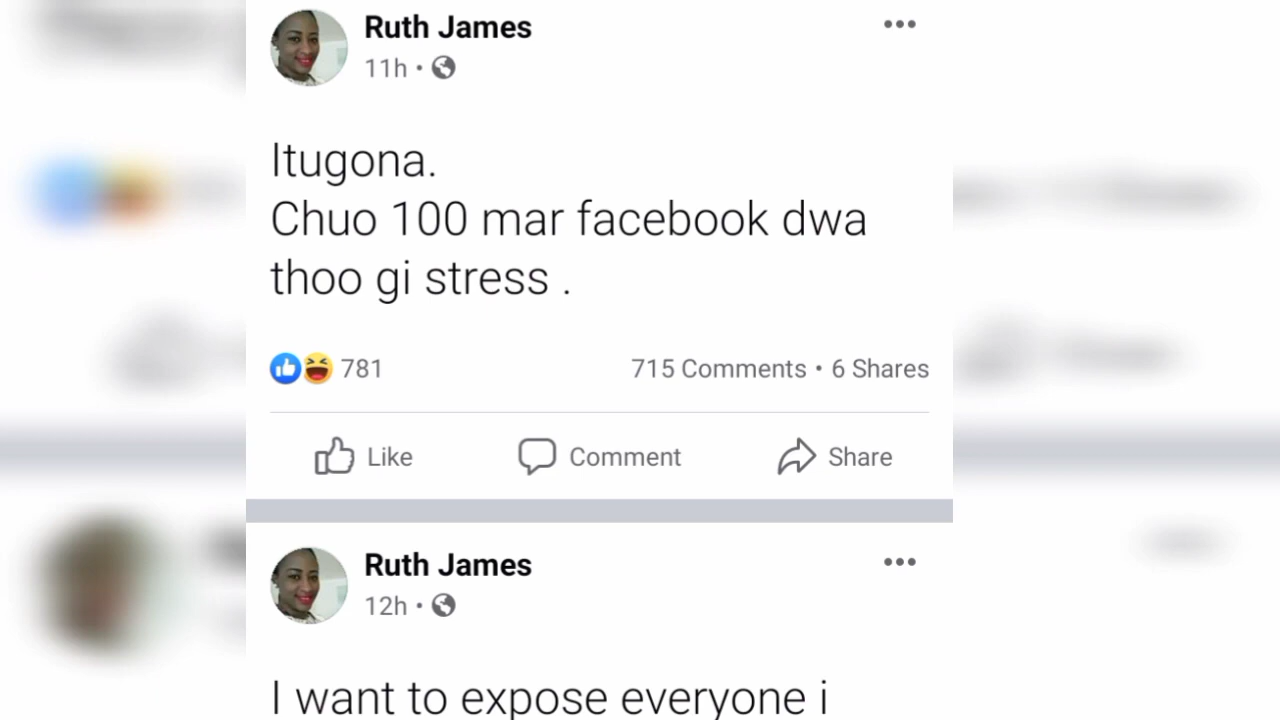 Ruth James
11h •
Itugona.
Chuo 100 mar facebook dwa
thoo gi stress .
781 715 Comments • 6 Shares
Like Comment Share
Ruth James
12h •
I want to expose everyone i